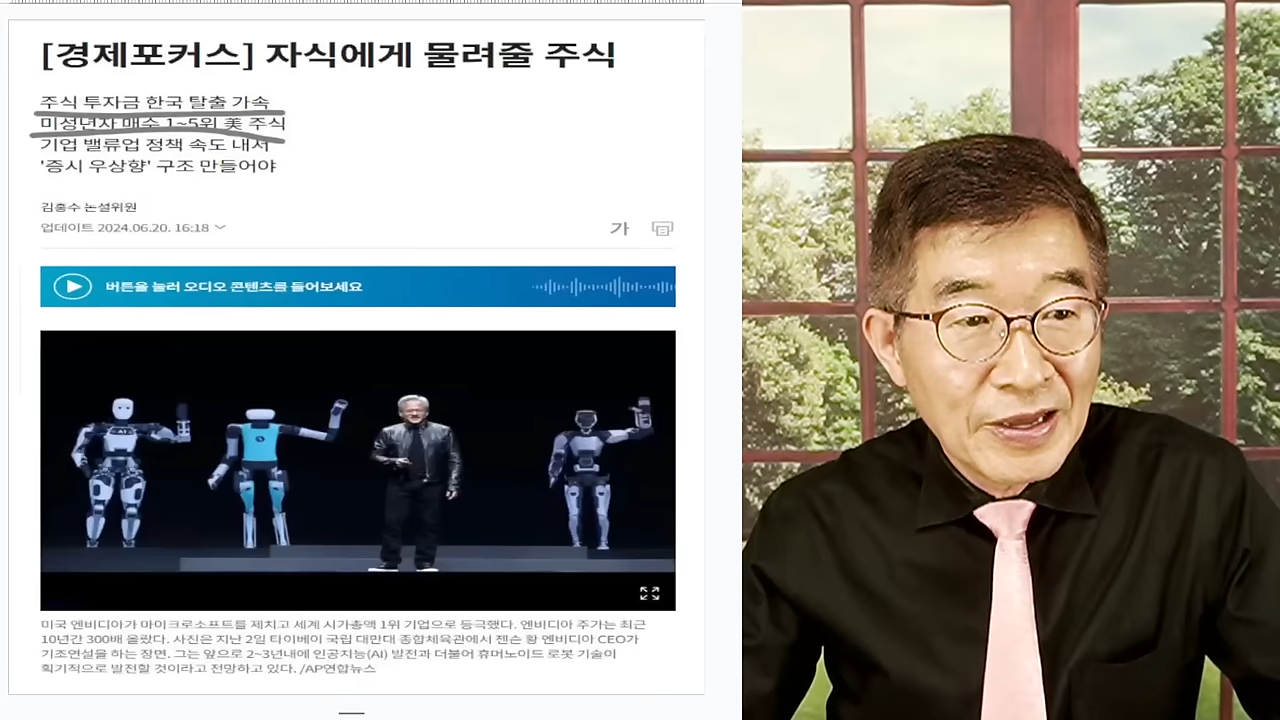 [경제포커스] 자식에게 물려줄 주식
주식 투자금 한국 탈출 가속
미성년자 매수 1~5위 美 주식
기업 밸류업 정책 속도 내서
'증시 우상향' 구조 만들어야
김홍수 논설위원
업데이트 2024.06.20. 16:18
가
버튼을 눌러 오디오 콘텐츠를 들어보세요
미국 엔비디아가 마이크로소프트를 제치고 세계 시가총액 1위 기업으로 등극했다. 엔비디아 주가는 최근
10년간 300배 올랐다. 사진은 지난 2일 타이베이 국립 대만대 종합체육관에서 젠슨 황 엔비디아 CEO가
기조연설을 하는 장면. 그는 앞으로 2~3년내에 인공지능(AI) 발전과 더불어 휴머노이드 로봇 기술이
획기적으로 발전할 것이라고 전망하고 있다. /AP연합뉴스